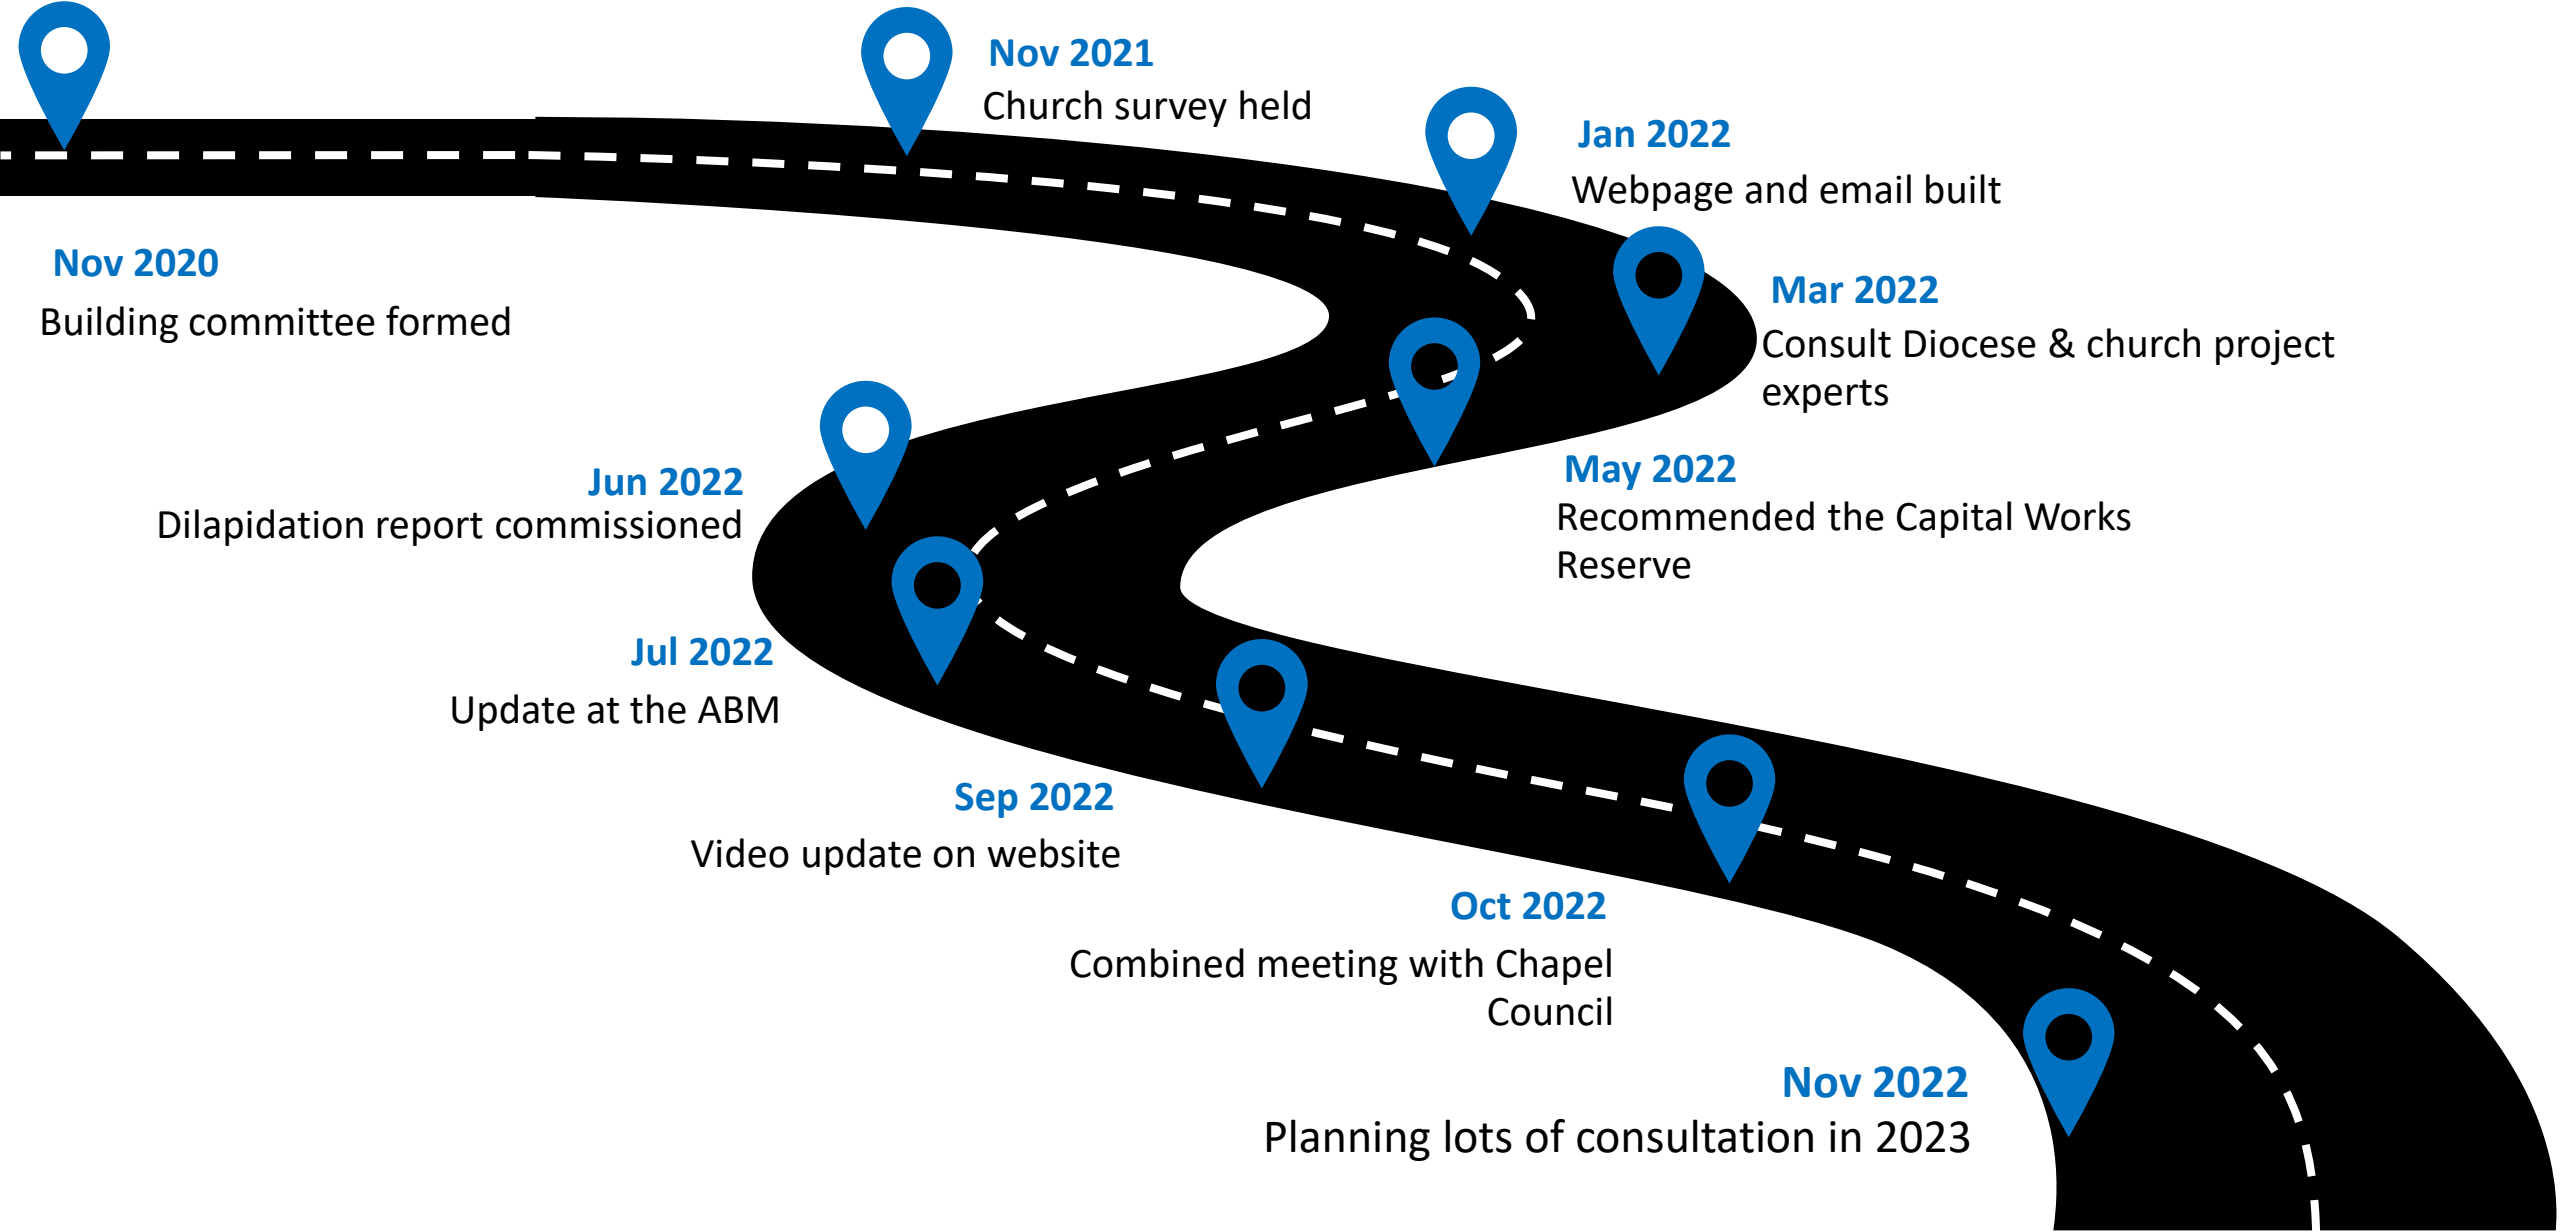 Nov 2020
Building committee formed
Nov 2021
Church survey held
Jan 2022
Webpage and email built
Mar 2022
Consult Diocese & church project
experts
May 2022
Recommended the Capital Works
Reserve
Jun 2022
Dilapidation report commissioned
Jul 2022
Update at the ABM
Sep 2022
Video update on website
Oct 2022
Combined meeting with Chapel
Council
Nov 2022
Planning lots of consultation in 2023